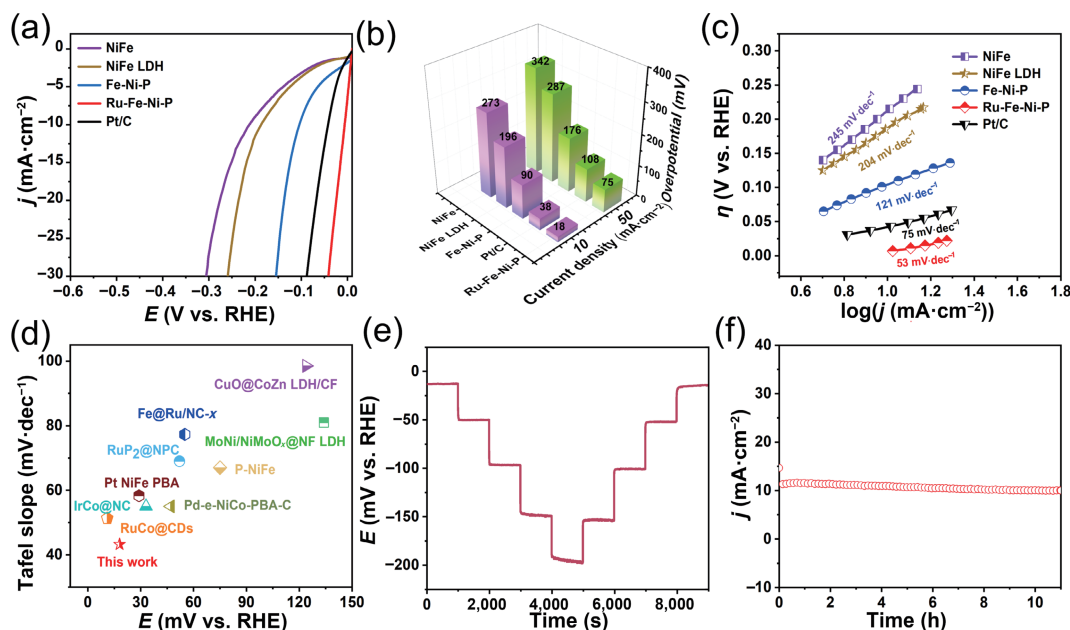 (a)
NiFe
NiFe LDH
Fe-Ni-P
Ru-Fe-Ni-P
Pt/C
0
−5
−10
−15
−20
−25
−30
j (mA·cm⁻²)
−0.6 −0.5 −0.4 −0.3 −0.2 −0.1 0.0
E (V vs. RHE)
(b)
342
287
176
108
75
273
196
90
38
18
400
300
200
100
0
Overpotential (mV)
NiFe
NiFe LDH
Fe-Ni-P
Pt/C
Ru-Fe-Ni-P
10
50
Current density (mA·cm⁻²)
(c)
NiFe
NiFe LDH
Fe-Ni-P
Ru-Fe-Ni-P
Pt/C
0.30
0.25
0.20
0.15
0.10
0.05
0.00
η (V vs. RHE)
245 mV·dec⁻¹
204 mV·dec⁻¹
121 mV·dec⁻¹
75 mV·dec⁻¹
53 mV·dec⁻¹
0.6 0.8 1.0 1.2 1.4 1.6 1.8
log(j (mA·cm⁻²))
(d)
100
80
60
40
Tafel slope (mV·dec⁻¹)
CuO@CoZn LDH/CF
Fe@Ru/NC-x
MoNi/NiMoOₓ@NF LDH
RuP₂@NPC
P-NiFe
Pt NiFe PBA
IrCo@NC
Pd-e-NiCo-PBA-C
RuCo@CDs
This work
0 30 60 90 120 150
E (mV vs. RHE)
(e)
0
−50
−100
−150
−200
E (mV vs. RHE)
0 2,000 4,000 6,000 8,000
Time (s)
(f)
40
30
20
10
0
−10
j (mA·cm⁻²)
0 2 4 6 8 10
Time (h)